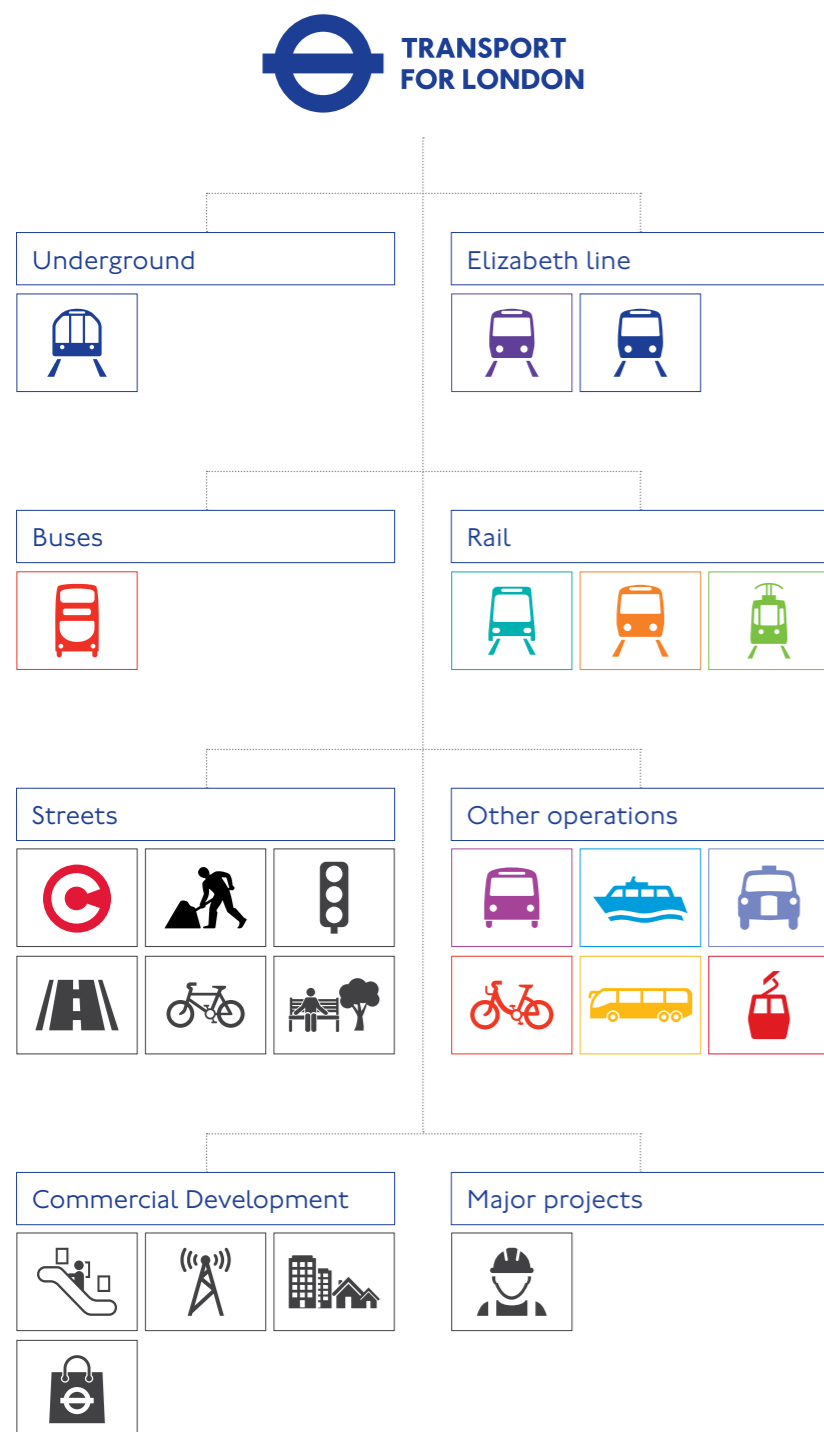 TRANSPORT
FOR LONDON
Underground
Elizabeth line
Buses
Rail
Streets
Other operations
Commercial Development
Major projects